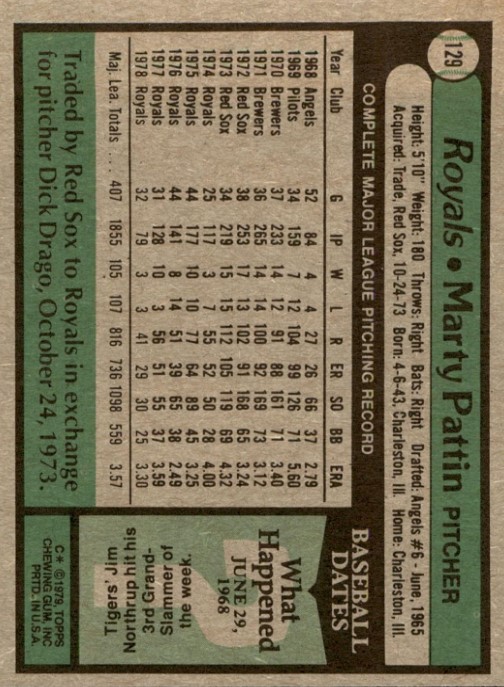 129
Royals • Marty Pattin PITCHER
Height: 5'10" Weight: 180 Throws: Right Bats: Right Drafted: Angels #6 - June, 1965
Acquired: Trade, Red Sox, 10-24-73 Born: 4-6-43, Charleston, Ill. Home: Charleston, Ill.
COMPLETE MAJOR LEAGUE PITCHING RECORD
Year Club G IP W L R ER SO BB ERA
1968 Angels 52 84 4 4 27 26 66 37 2.79
1969 Pilots 34 159 7 12 104 99 126 71 5.60
1970 Brewers 37 233 14 12 91 88 161 71 3.40
1971 Brewers 36 265 14 14 100 92 169 73 3.12
1972 Red Sox 38 253 17 13 102 91 168 65 3.24
1973 Red Sox 34 219 15 15 112 105 119 69 4.32
1974 Royals 25 117 3 7 55 52 50 28 4.00
1975 Royals 44 177 10 10 77 64 89 45 3.25
1976 Royals 44 141 8 14 51 39 65 38 2.49
1977 Royals 31 128 10 3 56 51 55 37 3.59
1978 Royals 32 79 3 3 41 29 30 25 3.30
Maj. Lea. Totals .... 407 1855 105 107 816 736 1098 559 3.57
Traded by Red Sox to Royals in exchange
for pitcher Dick Drago, October 24, 1973.
BASEBALL
DATES
What
Happened
JUNE 29,
1968
Tigers', Jim
Northrup hit his
3rd Grand-
Slammer of
the week.
C* © 1979, TOPPS
CHEWING GUM, INC
PRTD. IN U.S.A.